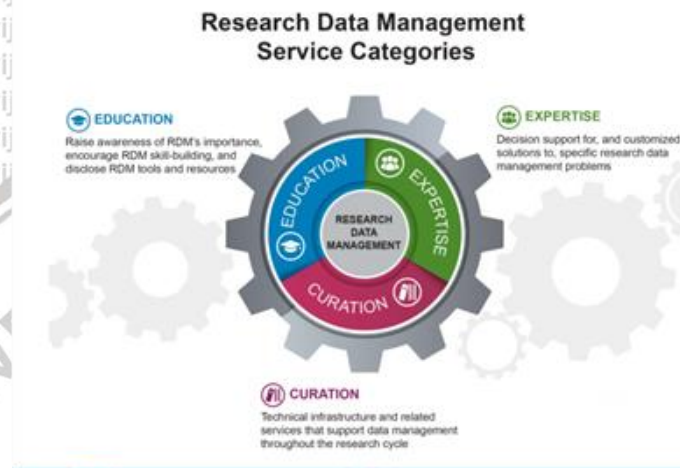 Research Data Management
Service Categories
EDUCATION
Raise awareness of RDM's importance,
encourage RDM skill-building, and
disclose RDM tools and resources
EXPERTISE
Decision support for, and customized
solutions to, specific research data
management problems
EDUCATION
EXPERTISE
RESEARCH
DATA
MANAGEMENT
CURATION
CURATION
Technical infrastructure and related
services that support data management
throughout the research cycle